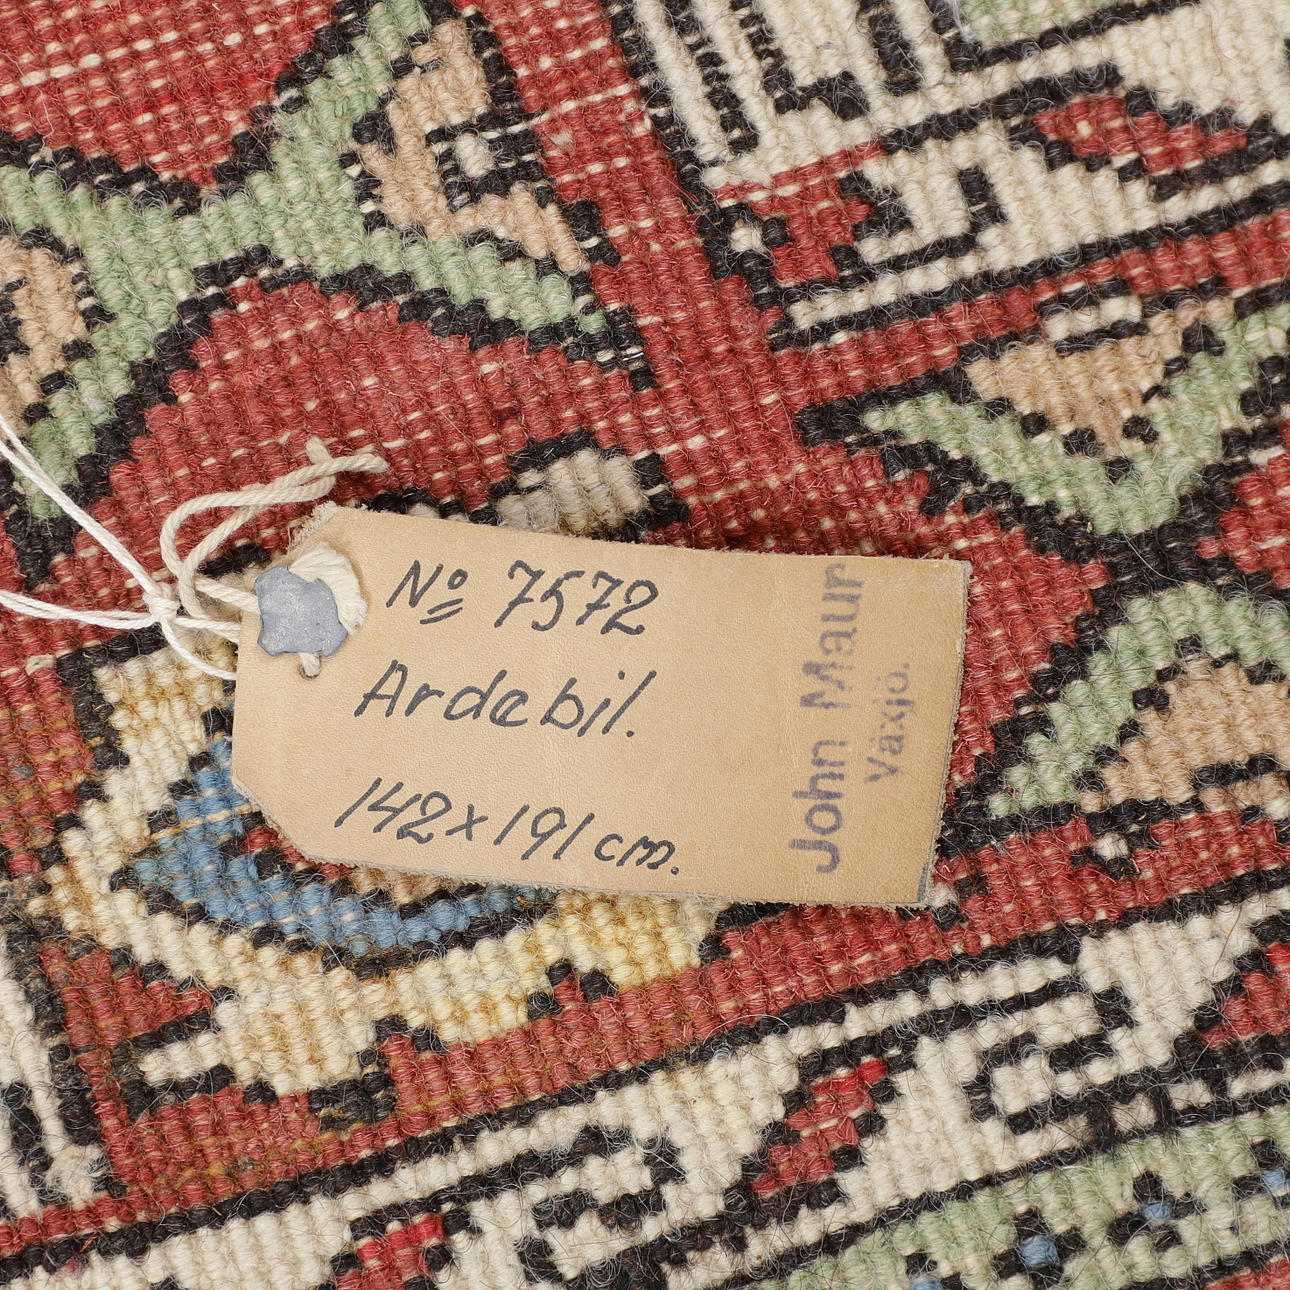 Nº 7572
Ardebil.
142x191 cm.
John Maur
Växjö.